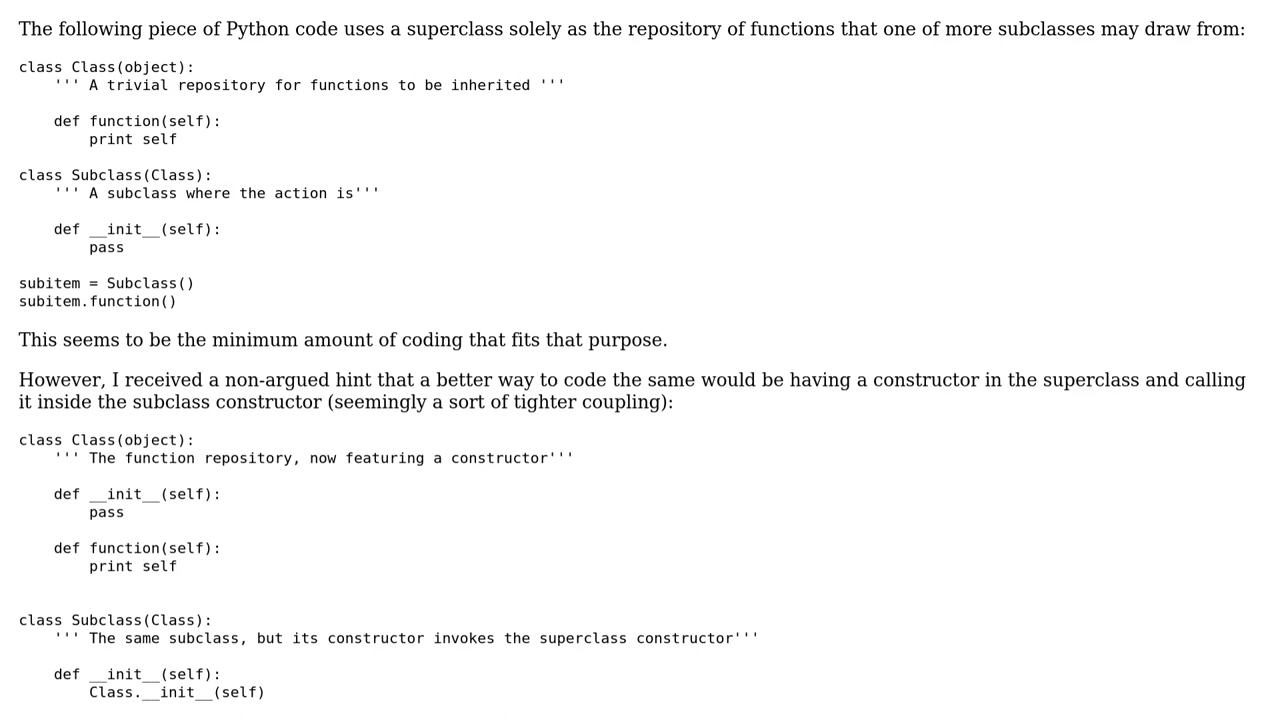 The following piece of Python code uses a superclass solely as the repository of functions that one of more subclasses may draw from:
class Class(object):
    ''' A trivial repository for functions to be inherited '''
    def function(self):
        print self
class Subclass(Class):
    ''' A subclass where the action is'''
    def __init__(self):
        pass
subitem = Subclass()
subitem.function()
This seems to be the minimum amount of coding that fits that purpose.
However, I received a non-argued hint that a better way to code the same would be having a constructor in the superclass and calling
it inside the subclass constructor (seemingly a sort of tighter coupling):
class Class(object):
    ''' The function repository, now featuring a constructor'''
    def __init__(self):
        pass
    def function(self):
        print self
class Subclass(Class):
    ''' The same subclass, but its constructor invokes the superclass constructor'''
    def __init__(self):
        Class.__init__(self)